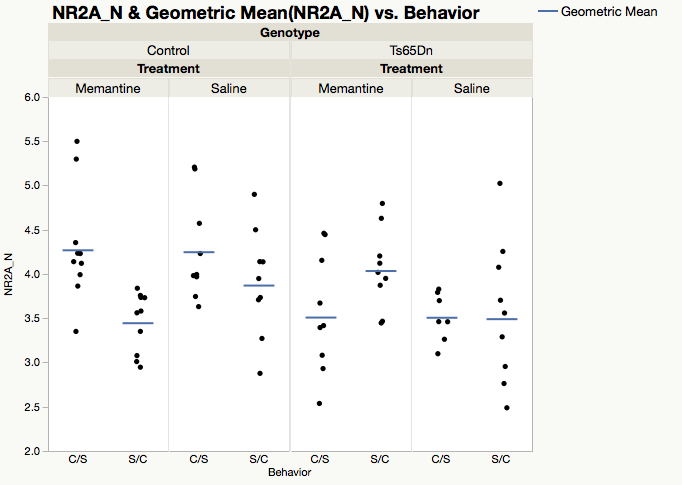 NR2A_N & Geometric Mean(NR2A_N) vs. Behavior
Geometric Mean
Genotype
Control Ts65Dn
Treatment Treatment
Memantine Saline Memantine Saline
NR2A_N
6.0
5.5
5.0
4.5
4.0
3.5
3.0
2.5
2.0
C/S S/C C/S S/C C/S S/C C/S S/C
Behavior